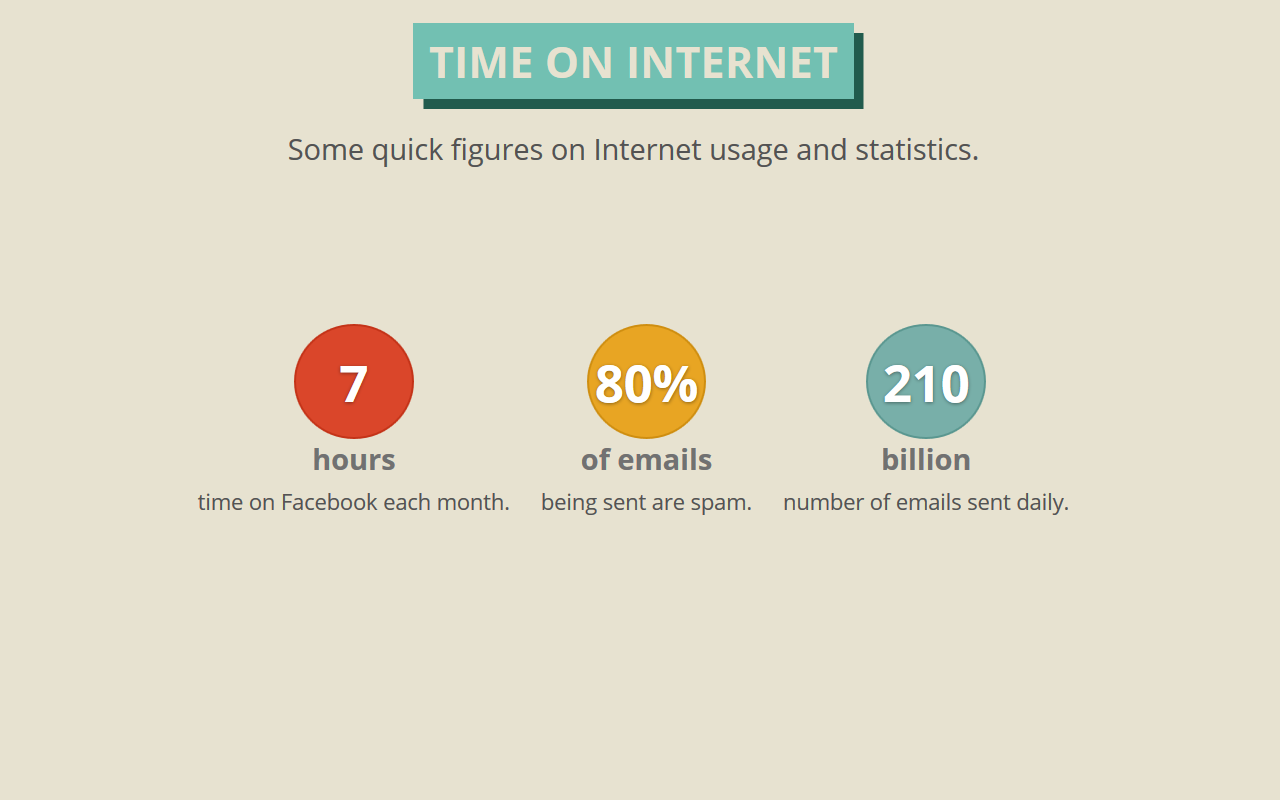 TIME ON INTERNET
Some quick figures on Internet usage and statistics.
7
hours
time on Facebook each month.
80%
of emails
being sent are spam.
210
billion
number of emails sent daily.